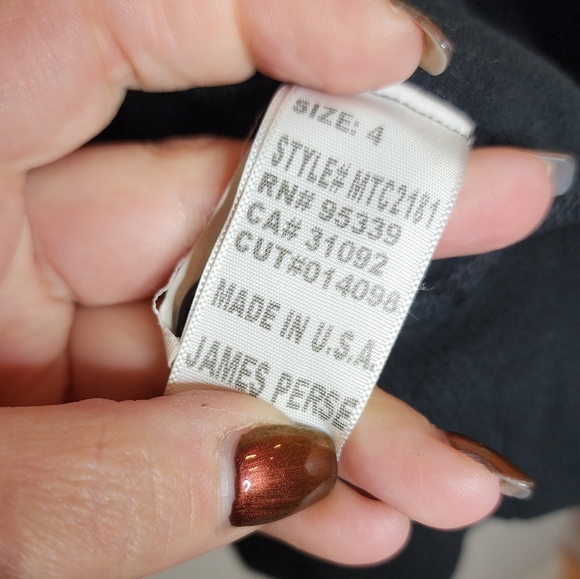 SIZE: 4
STYLE# MTC2181
RN# 95339
CA# 31092
CUT#014098
MADE IN U.S.A.
JAMES PERSE